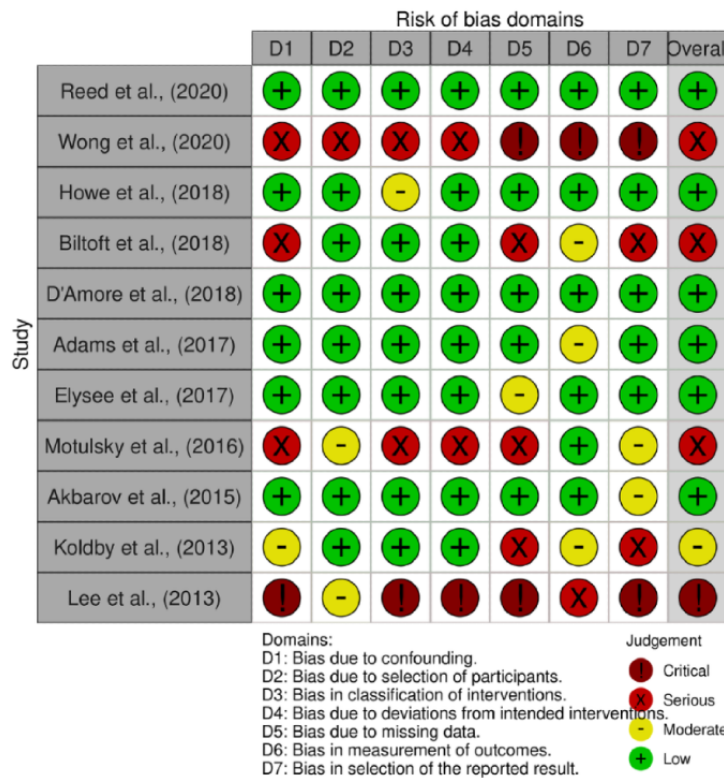 Risk of bias domains
D1 D2 D3 D4 D5 D6 D7 Overall
Study
Reed et al., (2020) + + + + + + + +
Wong et al., (2020) X X X X ! ! ! X
Howe et al., (2018) + + - + + + + +
Biltoft et al., (2018) X + + + X - X X
D'Amore et al., (2018) + + + + + + + +
Adams et al., (2017) + + + + + - + +
Elysee et al., (2017) + + + + - + + +
Motulsky et al., (2016) X - X X X + - X
Akbarov et al., (2015) + + + + + + - +
Koldby et al., (2013) - + + + X - X -
Lee et al., (2013) ! - ! ! ! X ! !
Domains:
D1: Bias due to confounding.
D2: Bias due to selection of participants.
D3: Bias in classification of interventions.
D4: Bias due to deviations from intended interventions.
D5: Bias due to missing data.
D6: Bias in measurement of outcomes.
D7: Bias in selection of the reported result.
Judgement
! Critical
X Serious
- Moderate
+ Low